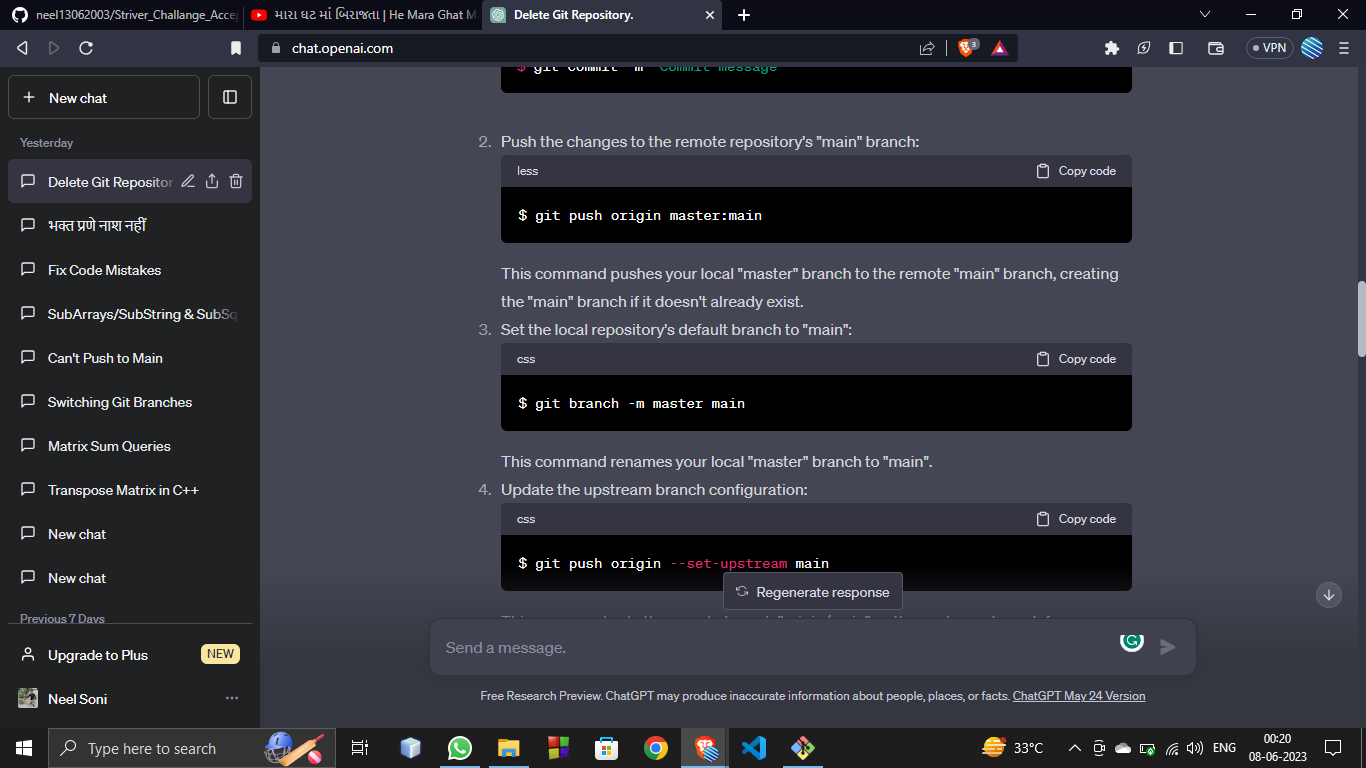 neel13062003/Striver_Challange_Acce
મારા ઘટ માં બિરાજતા | He Mara Ghat M
Delete Git Repository.
chat.openai.com
3
VPN
New chat
Yesterday
Delete Git Repositor
भक्त प्रणे नाश नहीं
Fix Code Mistakes
SubArrays/SubString & SubSq
Can't Push to Main
Switching Git Branches
Matrix Sum Queries
Transpose Matrix in C++
New chat
New chat
Previous 7 Days
Upgrade to Plus
NEW
Neel Soni
2. Push the changes to the remote repository's "main" branch:
less
Copy code
$ git push origin master:main
This command pushes your local "master" branch to the remote "main" branch, creating
the "main" branch if it doesn't already exist.
3. Set the local repository's default branch to "main":
css
Copy code
$ git branch -m master main
This command renames your local "master" branch to "main".
4. Update the upstream branch configuration:
css
Copy code
$ git push origin --set-upstream main
Regenerate response
Send a message.
Free Research Preview. ChatGPT may produce inaccurate information about people, places, or facts. ChatGPT May 24 Version
Type here to search
33°C
ENG
00:20
08-06-2023